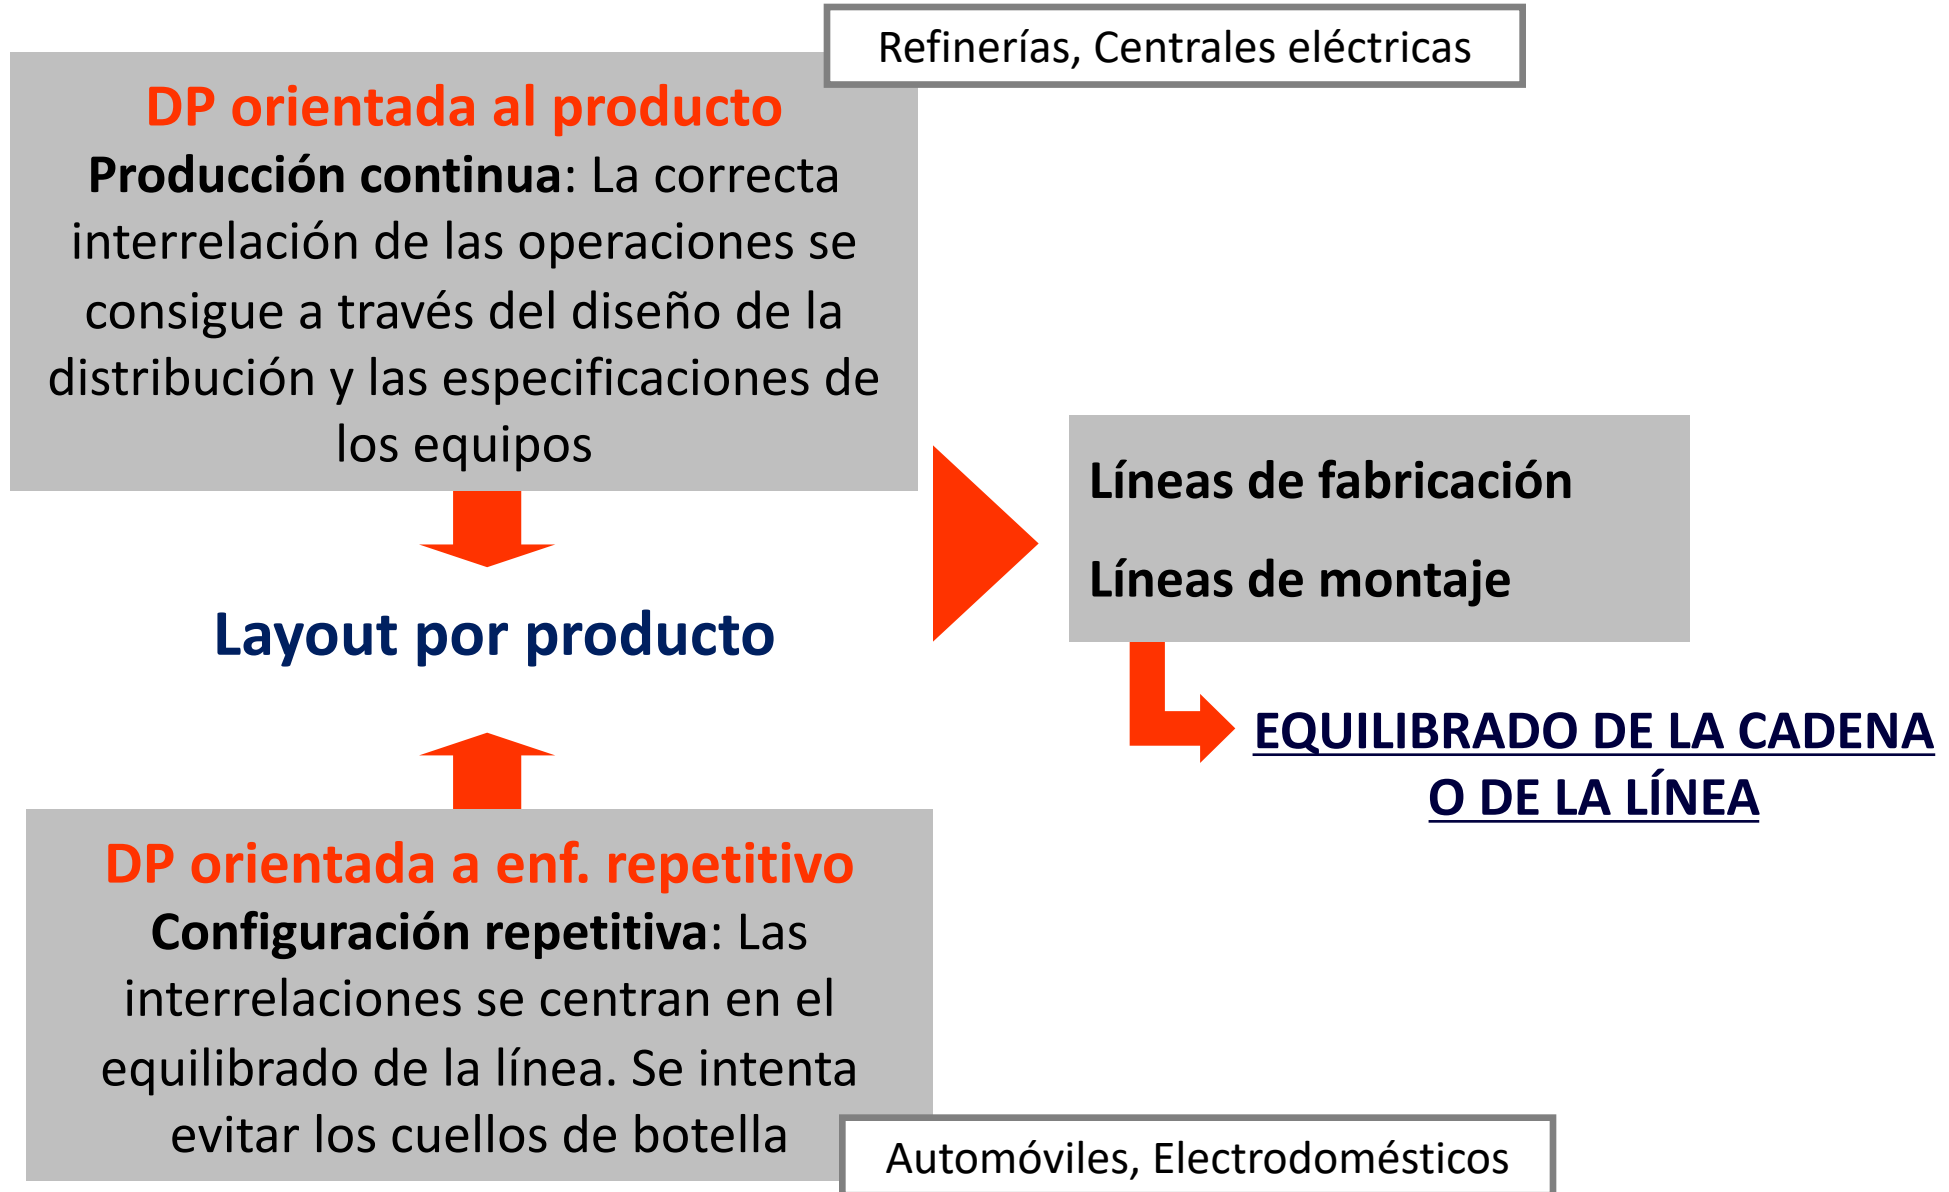 Refinerías, Centrales eléctricas
DP orientada al producto
Producción continua: La correcta
interrelación de las operaciones se
consigue a través del diseño de la
distribución y las especificaciones de
los equipos
Líneas de fabricación
Líneas de montaje
Layout por producto
EQUILIBRADO DE LA CADENA
O DE LA LÍNEA
DP orientada a enf. repetitivo
Configuración repetitiva: Las
interrelaciones se centran en el
equilibrado de la línea. Se intenta
evitar los cuellos de botella
Automóviles, Electrodomésticos